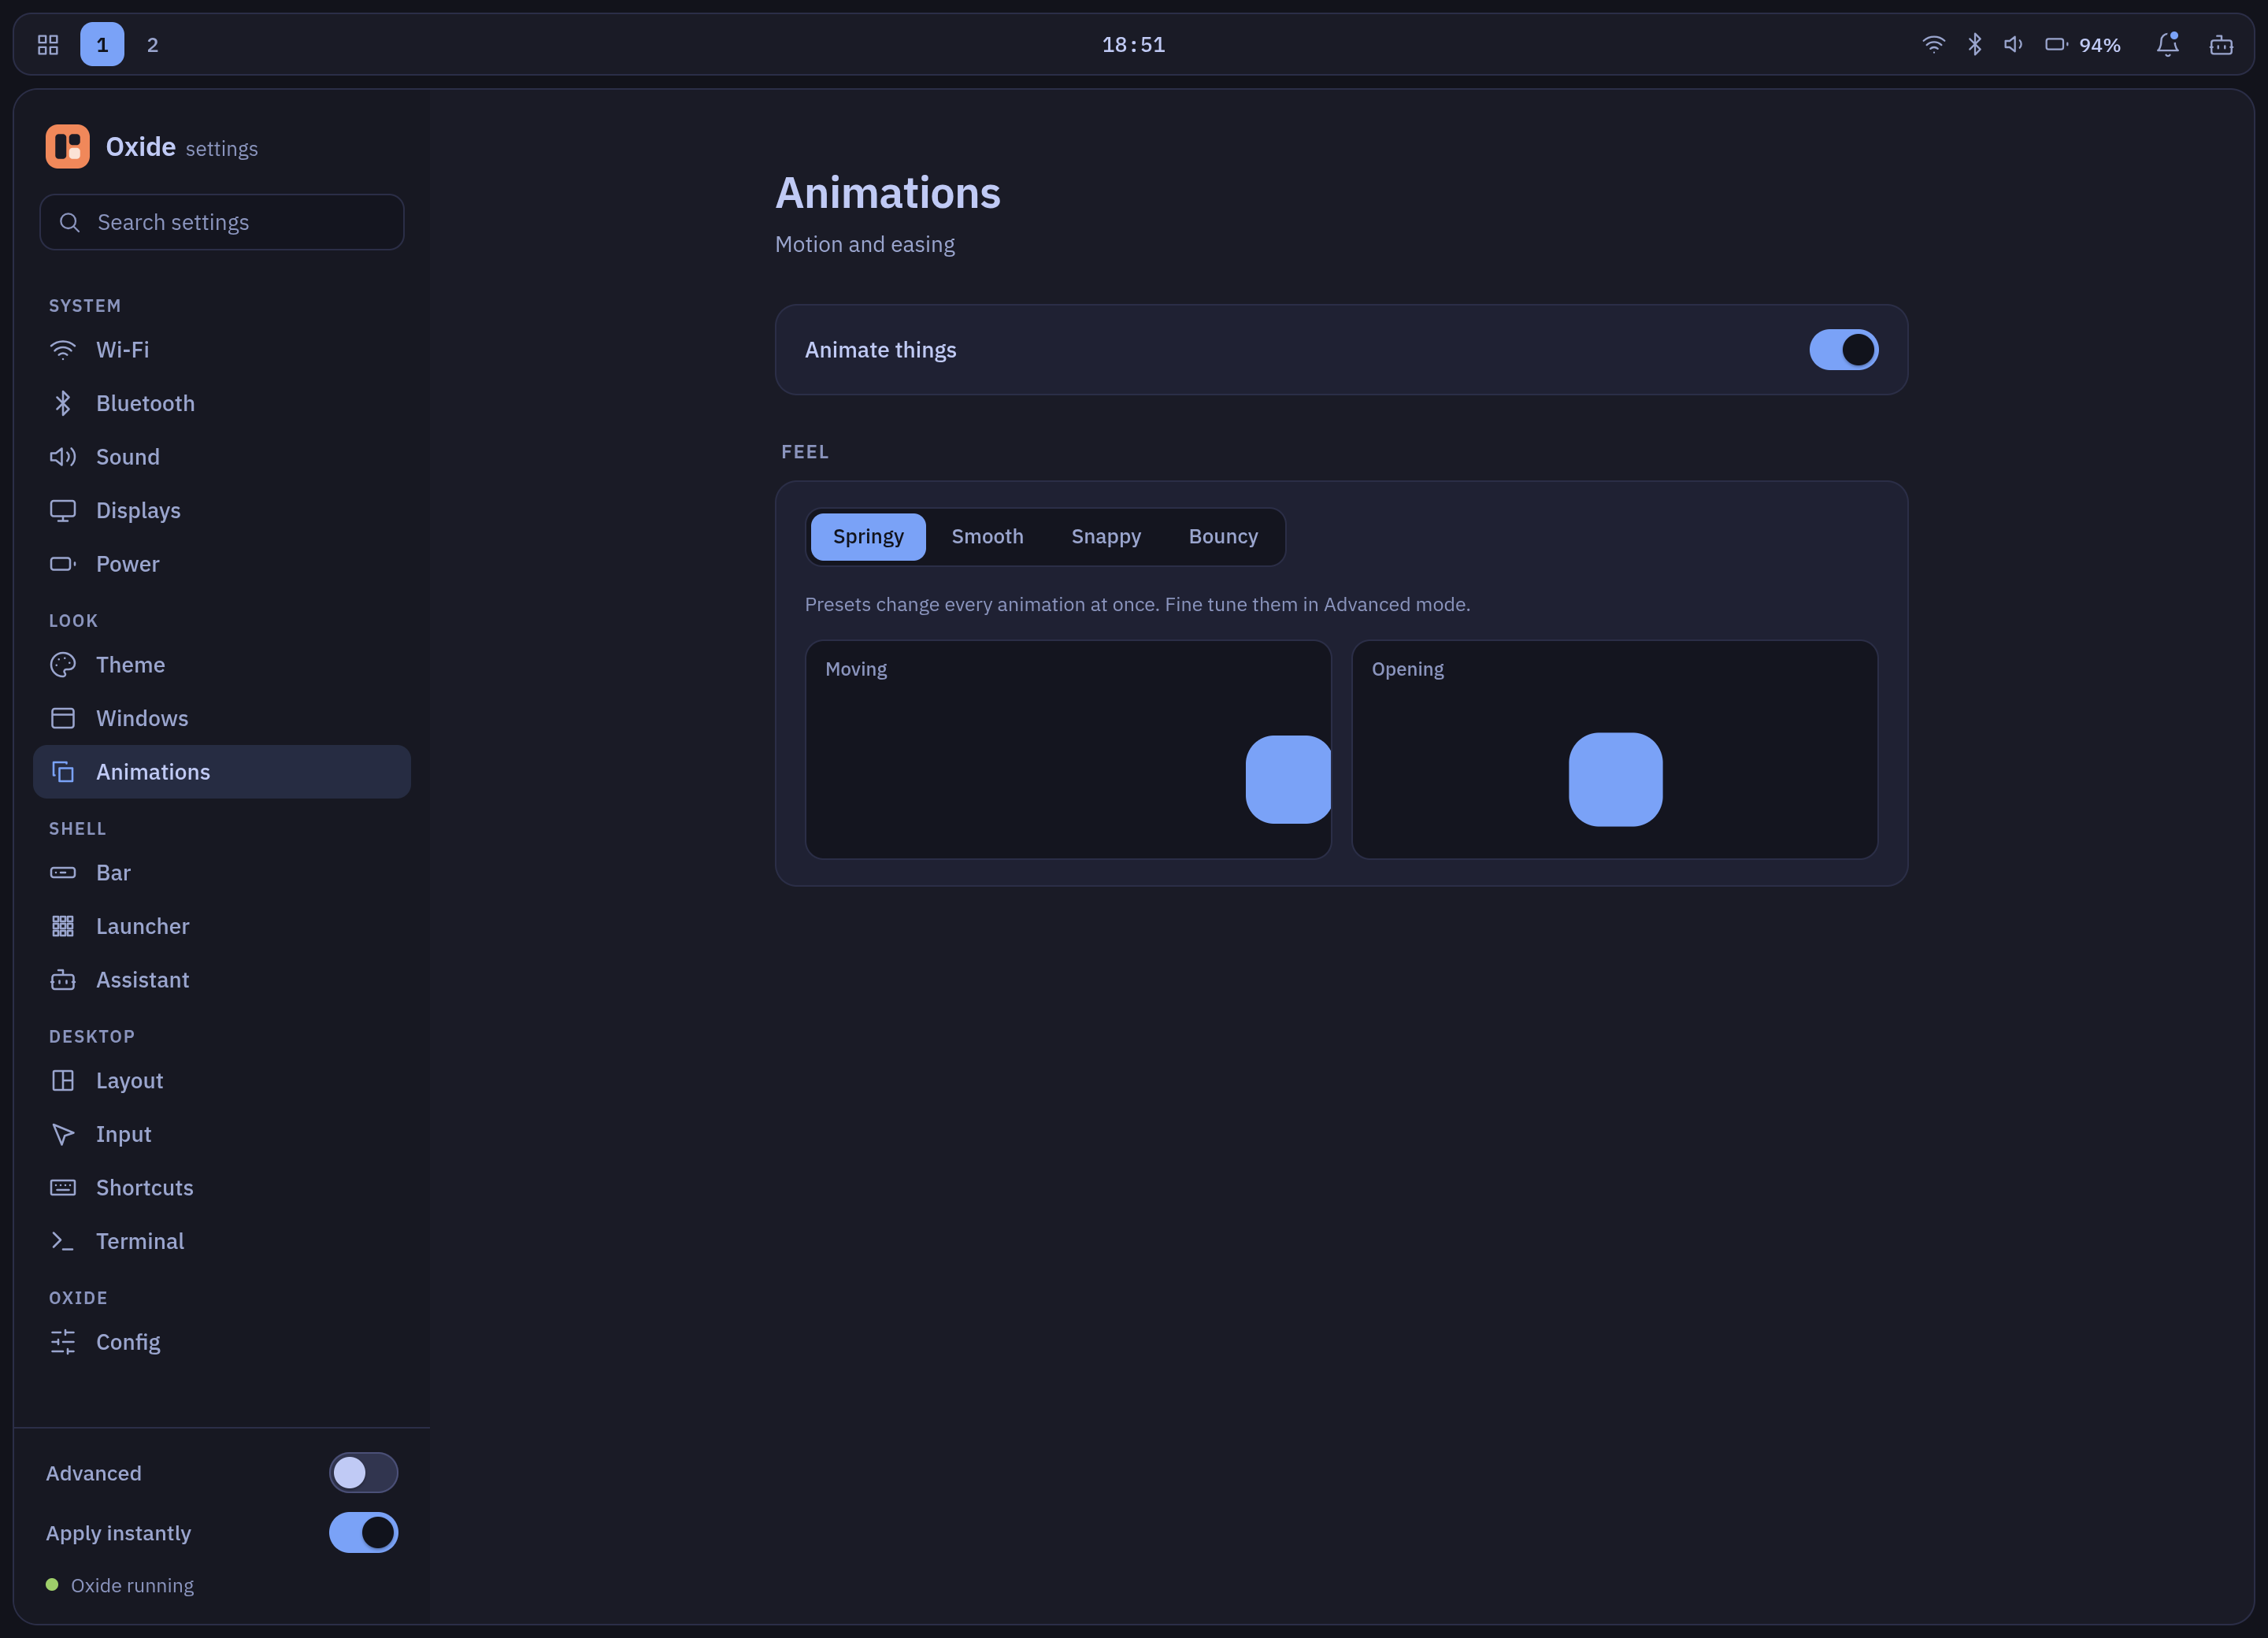 1 2 18:51 94%
Oxide settings
Search settings
SYSTEM
Wi-Fi
Bluetooth
Sound
Displays
Power
LOOK
Theme
Windows
Animations
SHELL
Bar
Launcher
Assistant
DESKTOP
Layout
Input
Shortcuts
Terminal
OXIDE
Config
Advanced
Apply instantly
Oxide running
Animations
Motion and easing
Animate things
FEEL
Springy Smooth Snappy Bouncy
Presets change every animation at once. Fine tune them in Advanced mode.
Moving Opening